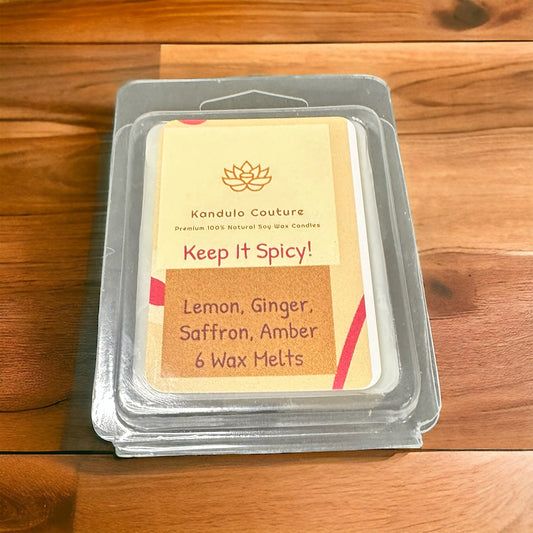 Kandulo Couture
Premium 100% Natural Soy Wax Candles
Keep It Spicy!
Lemon, Ginger,
Saffron, Amber
6 Wax Melts